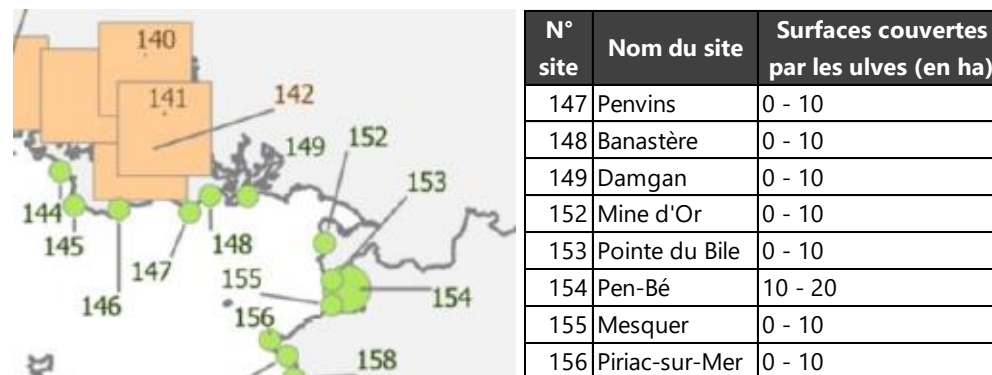 140
141
142
149
152
153
144
145
148
147
155
154
146
156
158
N° site | Nom du site | Surfaces couvertes par les ulves (en ha)
147 Penvins 0 - 10
148 Banastère 0 - 10
149 Damgan 0 - 10
152 Mine d'Or 0 - 10
153 Pointe du Bile 0 - 10
154 Pen-Bé 10 - 20
155 Mesquer 0 - 10
156 Piriac-sur-Mer 0 - 10